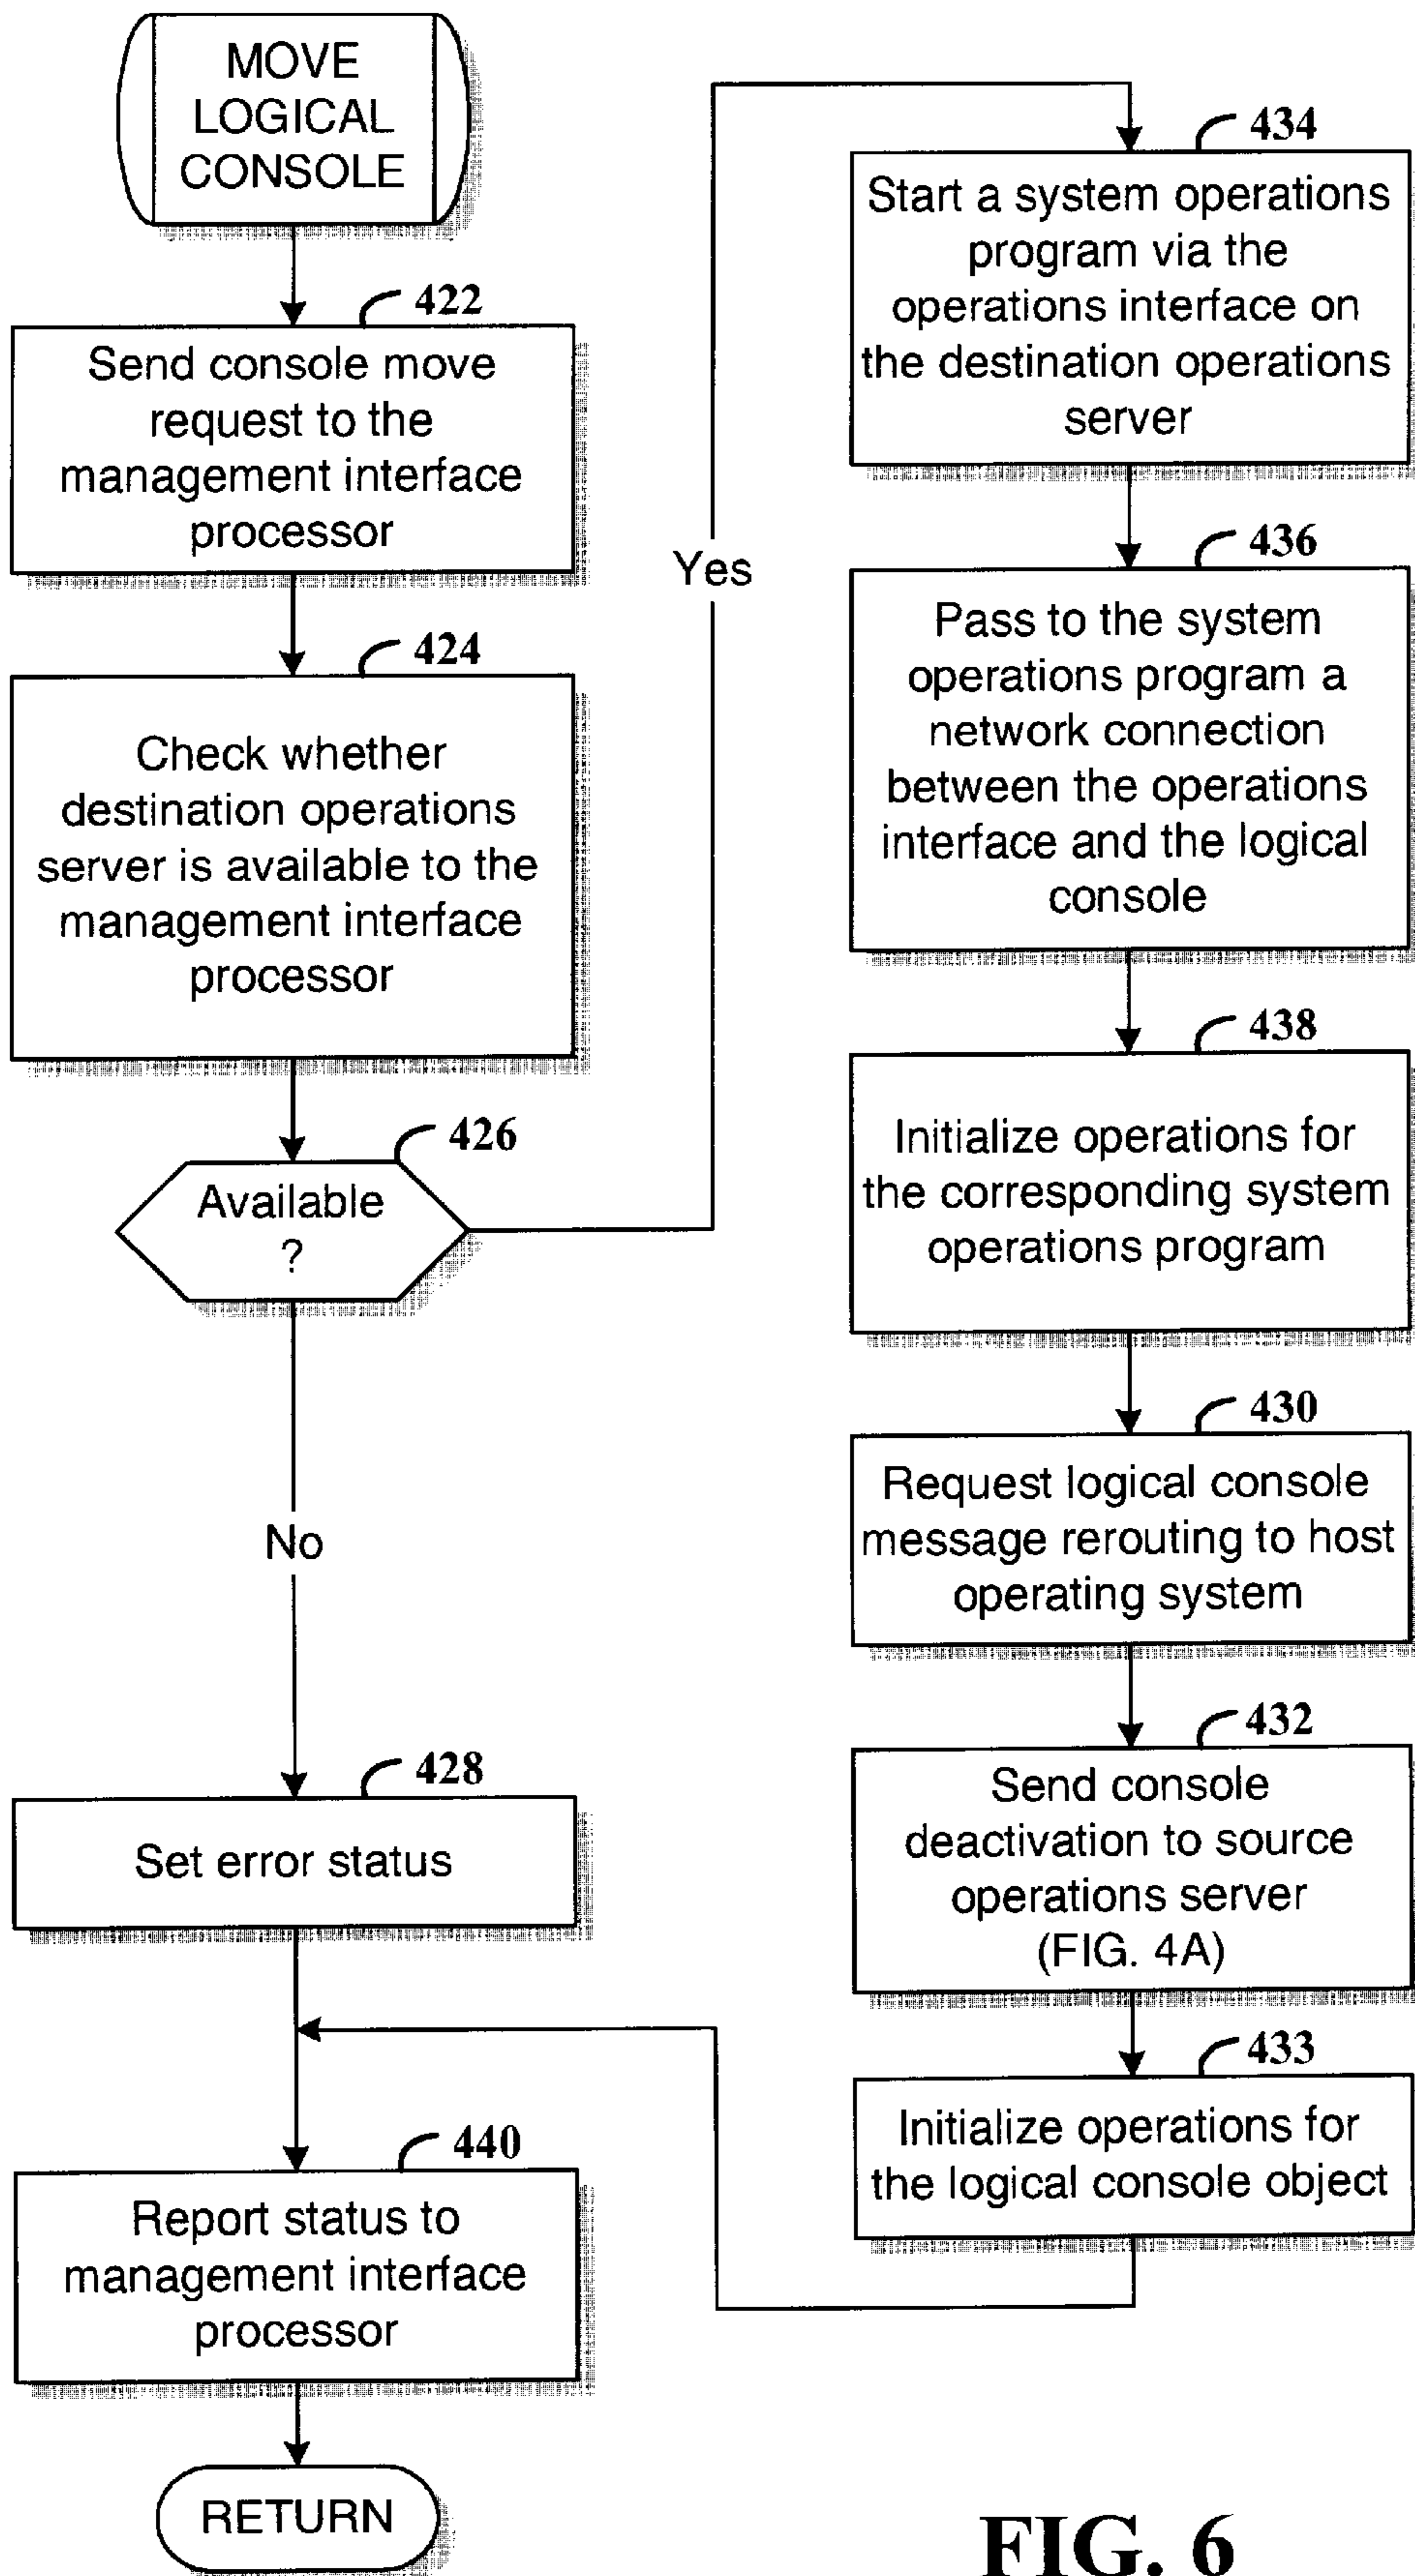 MOVE
LOGICAL
CONSOLE
422
Send console move
request to the
management interface
processor
424
Check whether
destination operations
server is available to the
management interface
processor
426
Available
?
No
428
Set error status
440
Report status to
management interface
processor
RETURN
Yes
434
Start a system operations
program via the
operations interface on
the destination operations
server
436
Pass to the system
operations program a
network connection
between the operations
interface and the logical
console
438
Initialize operations for
the corresponding system
operations program
430
Request logical console
message rerouting to host
operating system
432
Send console
deactivation to source
operations server
(FIG. 4A)
433
Initialize operations for
the logical console object
FIG. 6